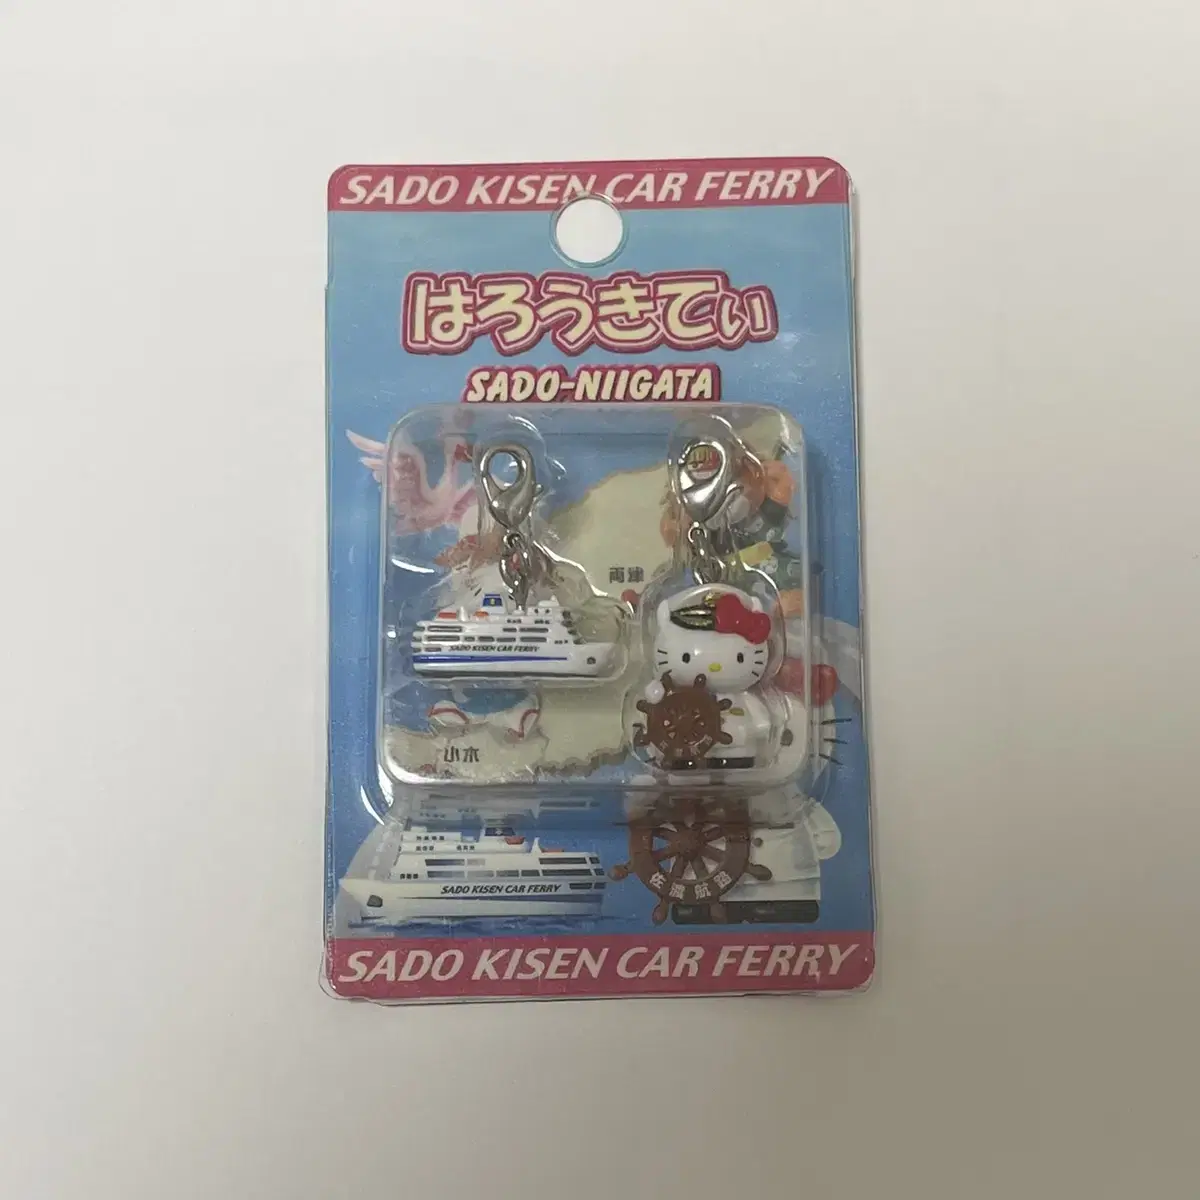 SADO KISEN CAR FERRY
はろうきてぃ
SADO-NIIGATA
両津
SADO KISEN CAR FERRY
小木
SADO KISEN CAR FERRY
佐渡航路
SADO KISEN CAR FERRY